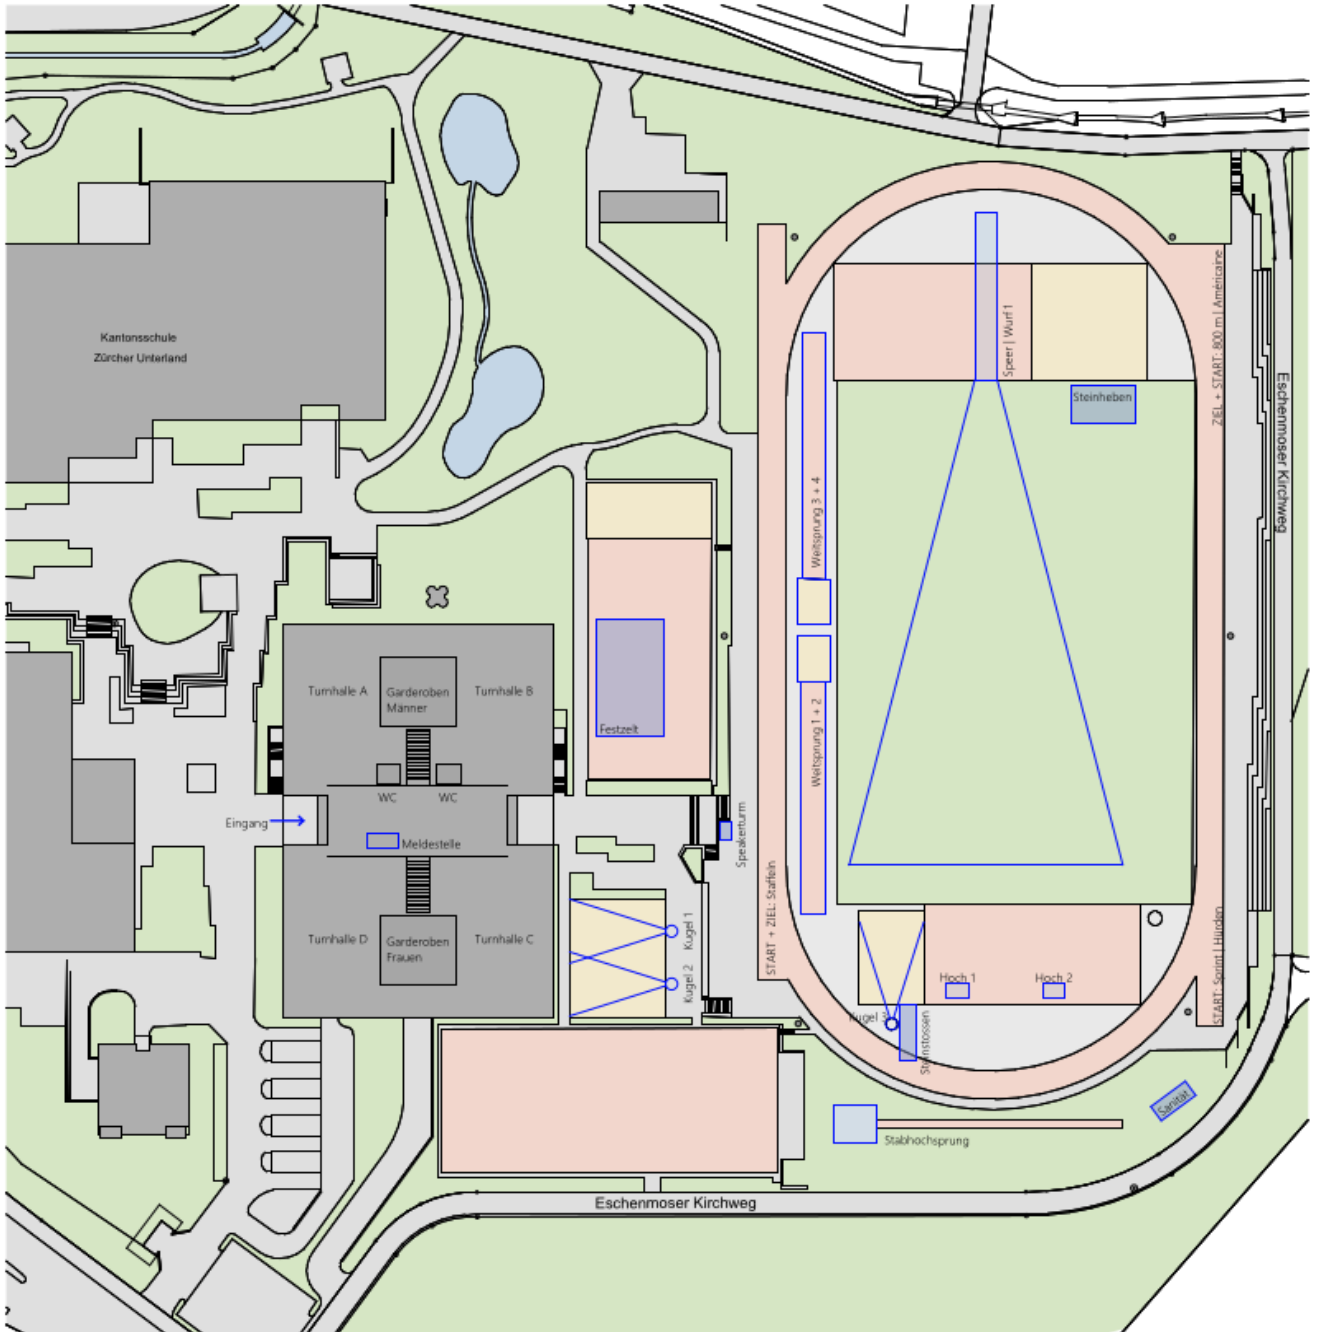 Kantonsschule
Zürcher Unterland
Speer | Wurf 1
ZIEL + START: 800 m | Américaine
Steinheben
Eschenmoser Kirchweg
Weitsprung 3 + 4
Turnhalle A
Garderoben
Männer
Turnhalle B
Festzelt
Weitsprung 1 + 2
WC
WC
Eingang
Meldestelle
Speakerturm
START + ZIEL: Staffeln
Turnhalle D
Garderoben
Frauen
Turnhalle C
Kugel 1
Kugel 2
Hoch 1
Hoch 2
START: Sprint | Hürden
Kugel 3
Steinstossen
Sanität
Stabhochsprung
Eschenmoser Kirchweg